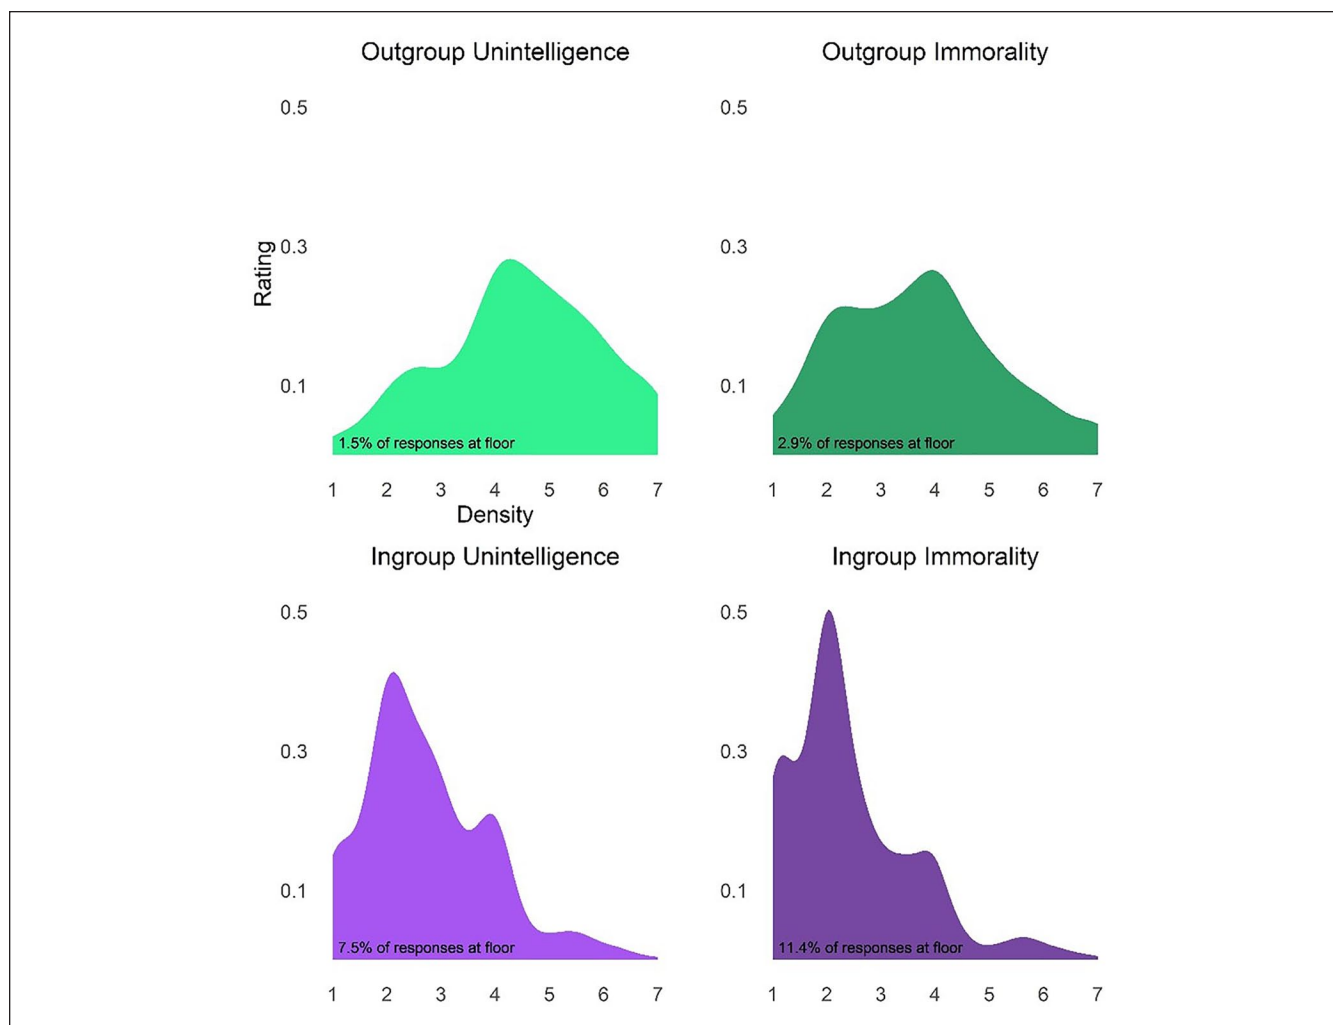 Outgroup Unintelligence
Outgroup Immorality
0.5
0.3
0.1
Rating
1.5% of responses at floor
1 2 3 4 5 6 7
Density
0.5
0.3
0.1
2.9% of responses at floor
1 2 3 4 5 6 7
Ingroup Unintelligence
Ingroup Immorality
0.5
0.3
0.1
7.5% of responses at floor
1 2 3 4 5 6 7
0.5
0.3
0.1
11.4% of responses at floor
1 2 3 4 5 6 7